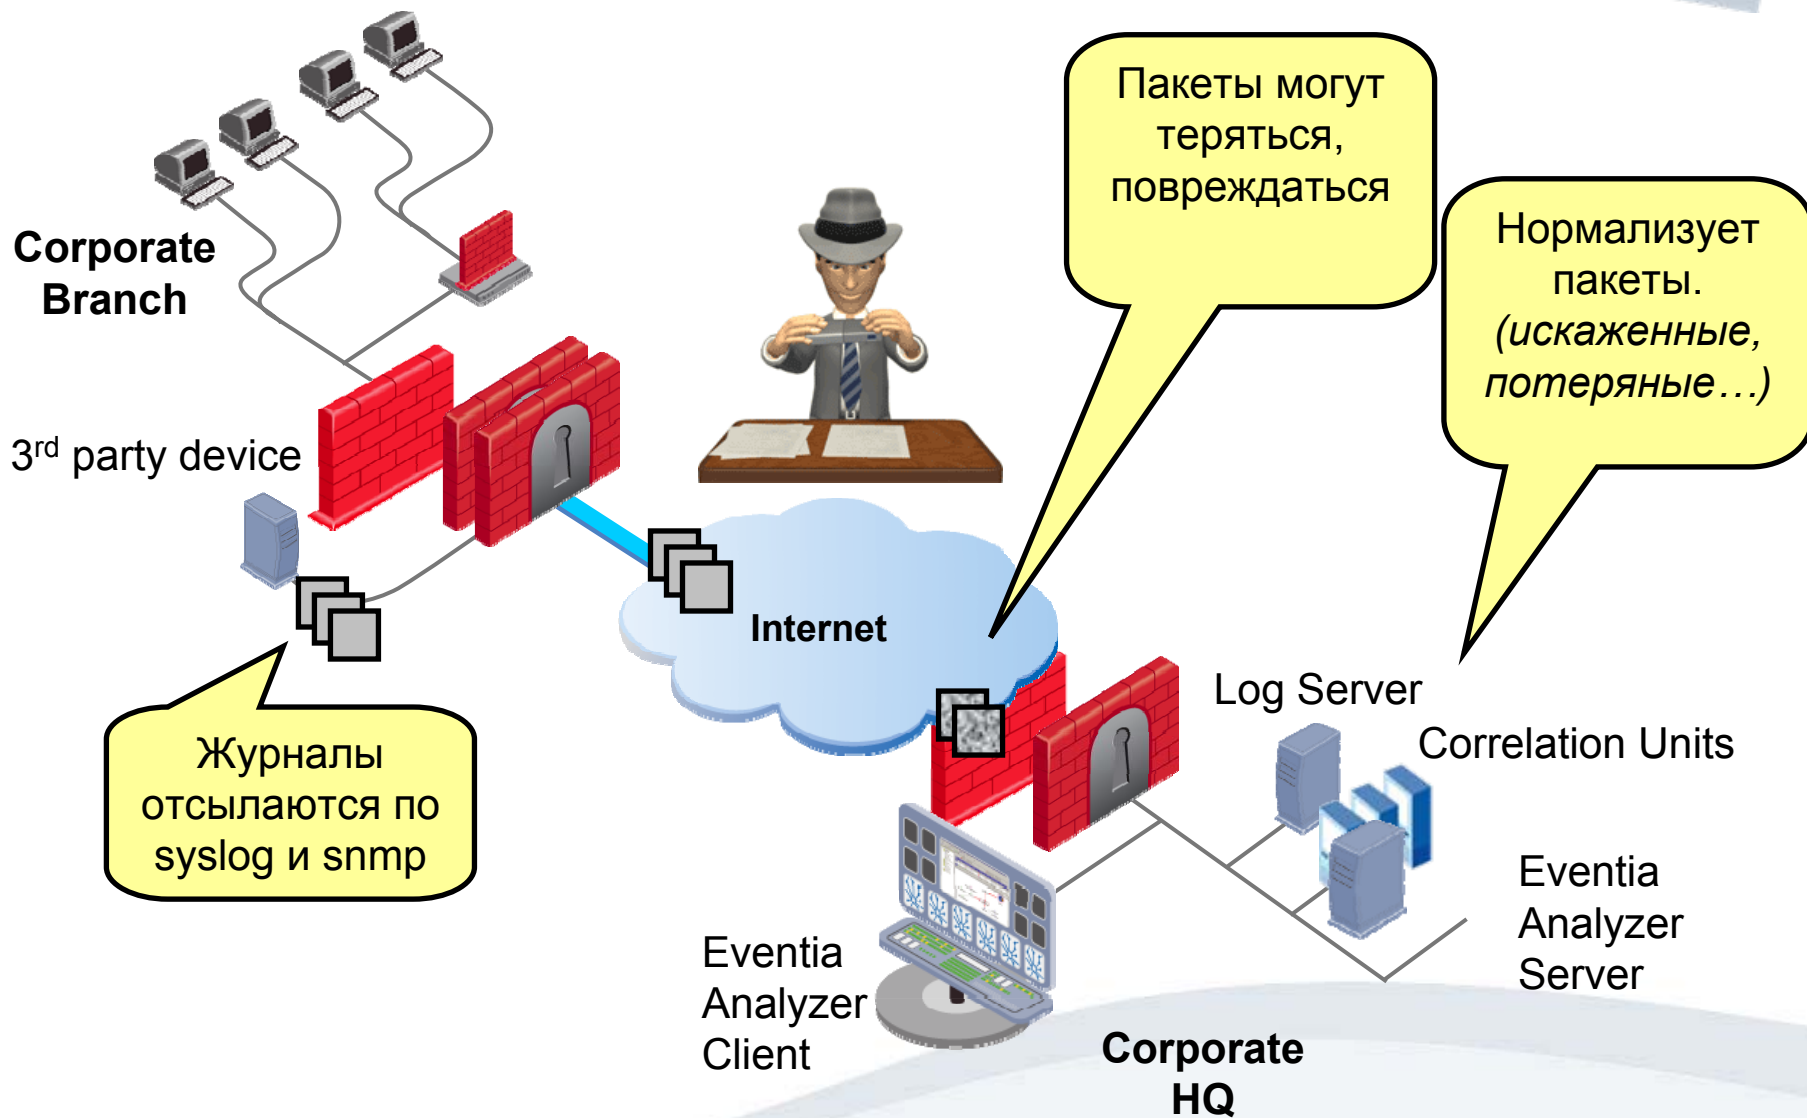 Пакеты могут
теряться,
повреждаться
Нормализует
пакеты.
(искаженные,
потеряные…)
Corporate
Branch
3rd party device
Internet
Log Server
Correlation Units
Журналы
отсылаются по
syslog и snmp
Eventia
Analyzer
Server
Eventia
Analyzer
Client
Corporate
HQ